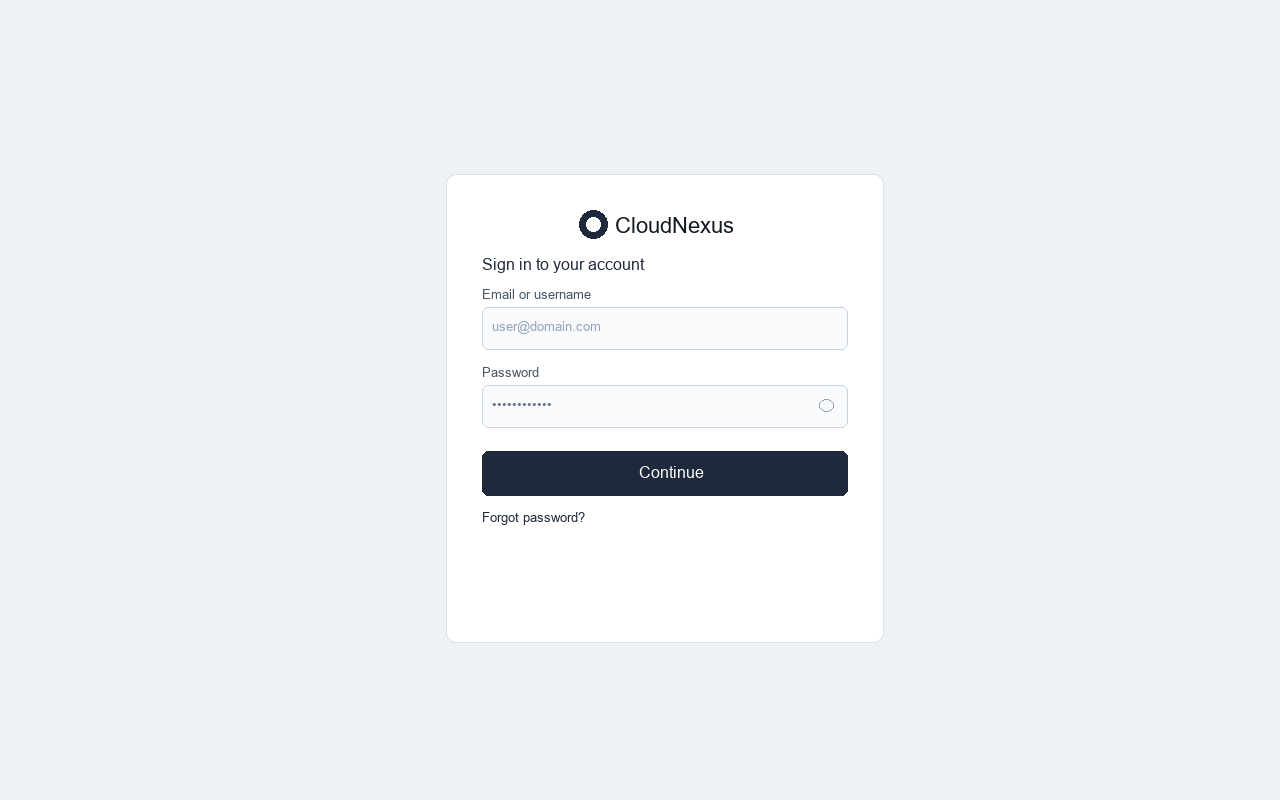 CloudNexus
Sign in to your account
Email or username
user@domain.com
Password
••••••••••••
Continue
Forgot password?